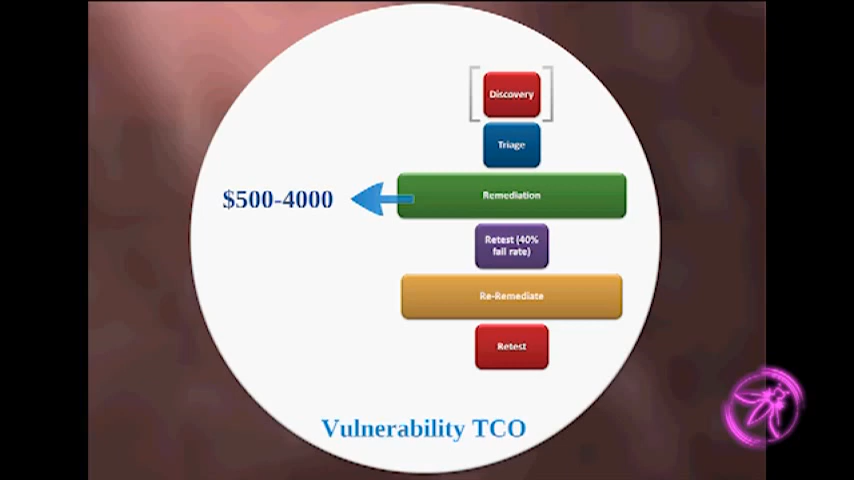 Discovery
Triage
$500-4000
Remediation
Retest (40%
fail rate)
Re-Remediate
Retest
Vulnerability TCO